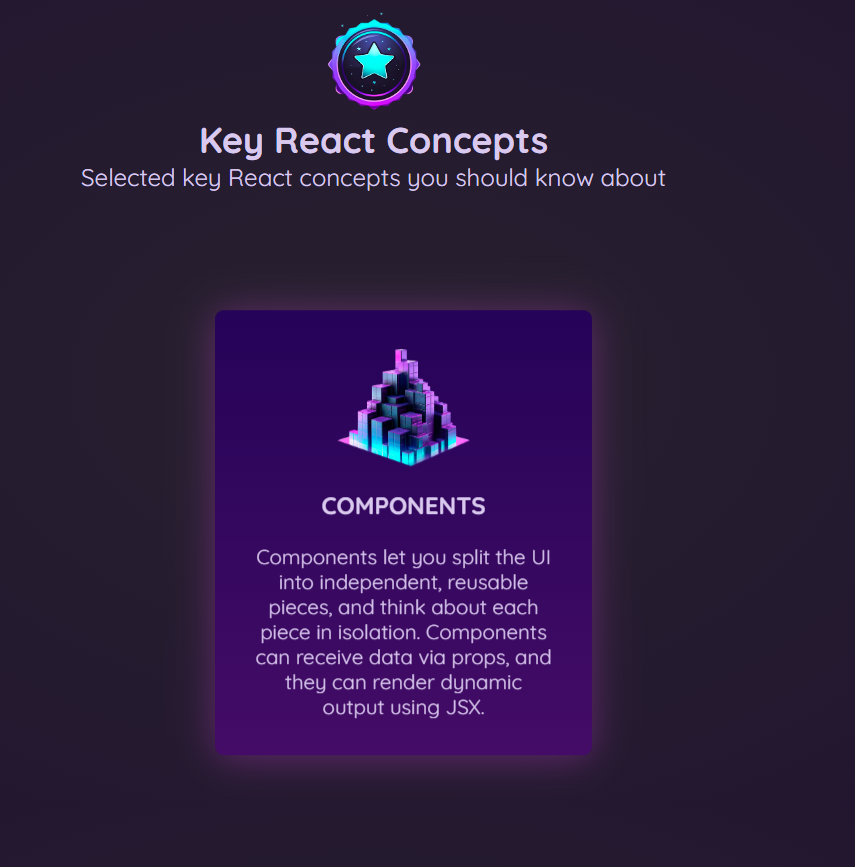 Key React Concepts
Selected key React concepts you should know about
COMPONENTS
Components let you split the UI
into independent, reusable
pieces, and think about each
piece in isolation. Components
can receive data via props, and
they can render dynamic
output using JSX.